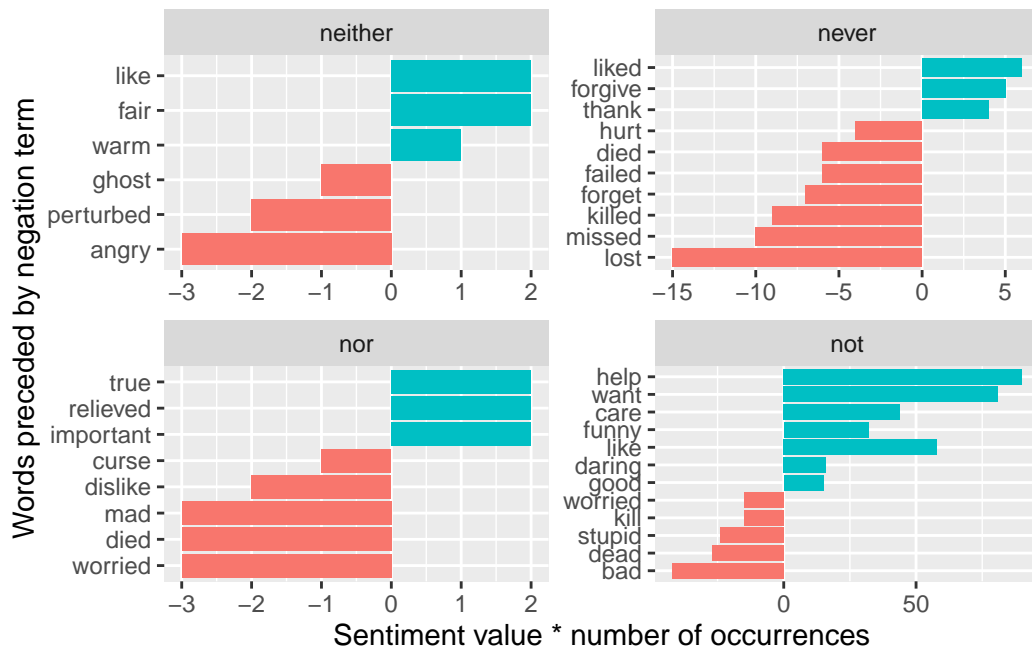 neither
like
fair
warm
ghost
perturbed
angry
−3 −2 −1 0 1 2
never
liked
forgive
thank
hurt
died
failed
forget
killed
missed
lost
−15 −10 −5 0 5
nor
true
relieved
important
curse
dislike
mad
died
worried
−3 −2 −1 0 1 2
not
help
want
care
funny
like
daring
good
worried
kill
stupid
dead
bad
0 50
Words preceded by negation term
Sentiment value * number of occurrences